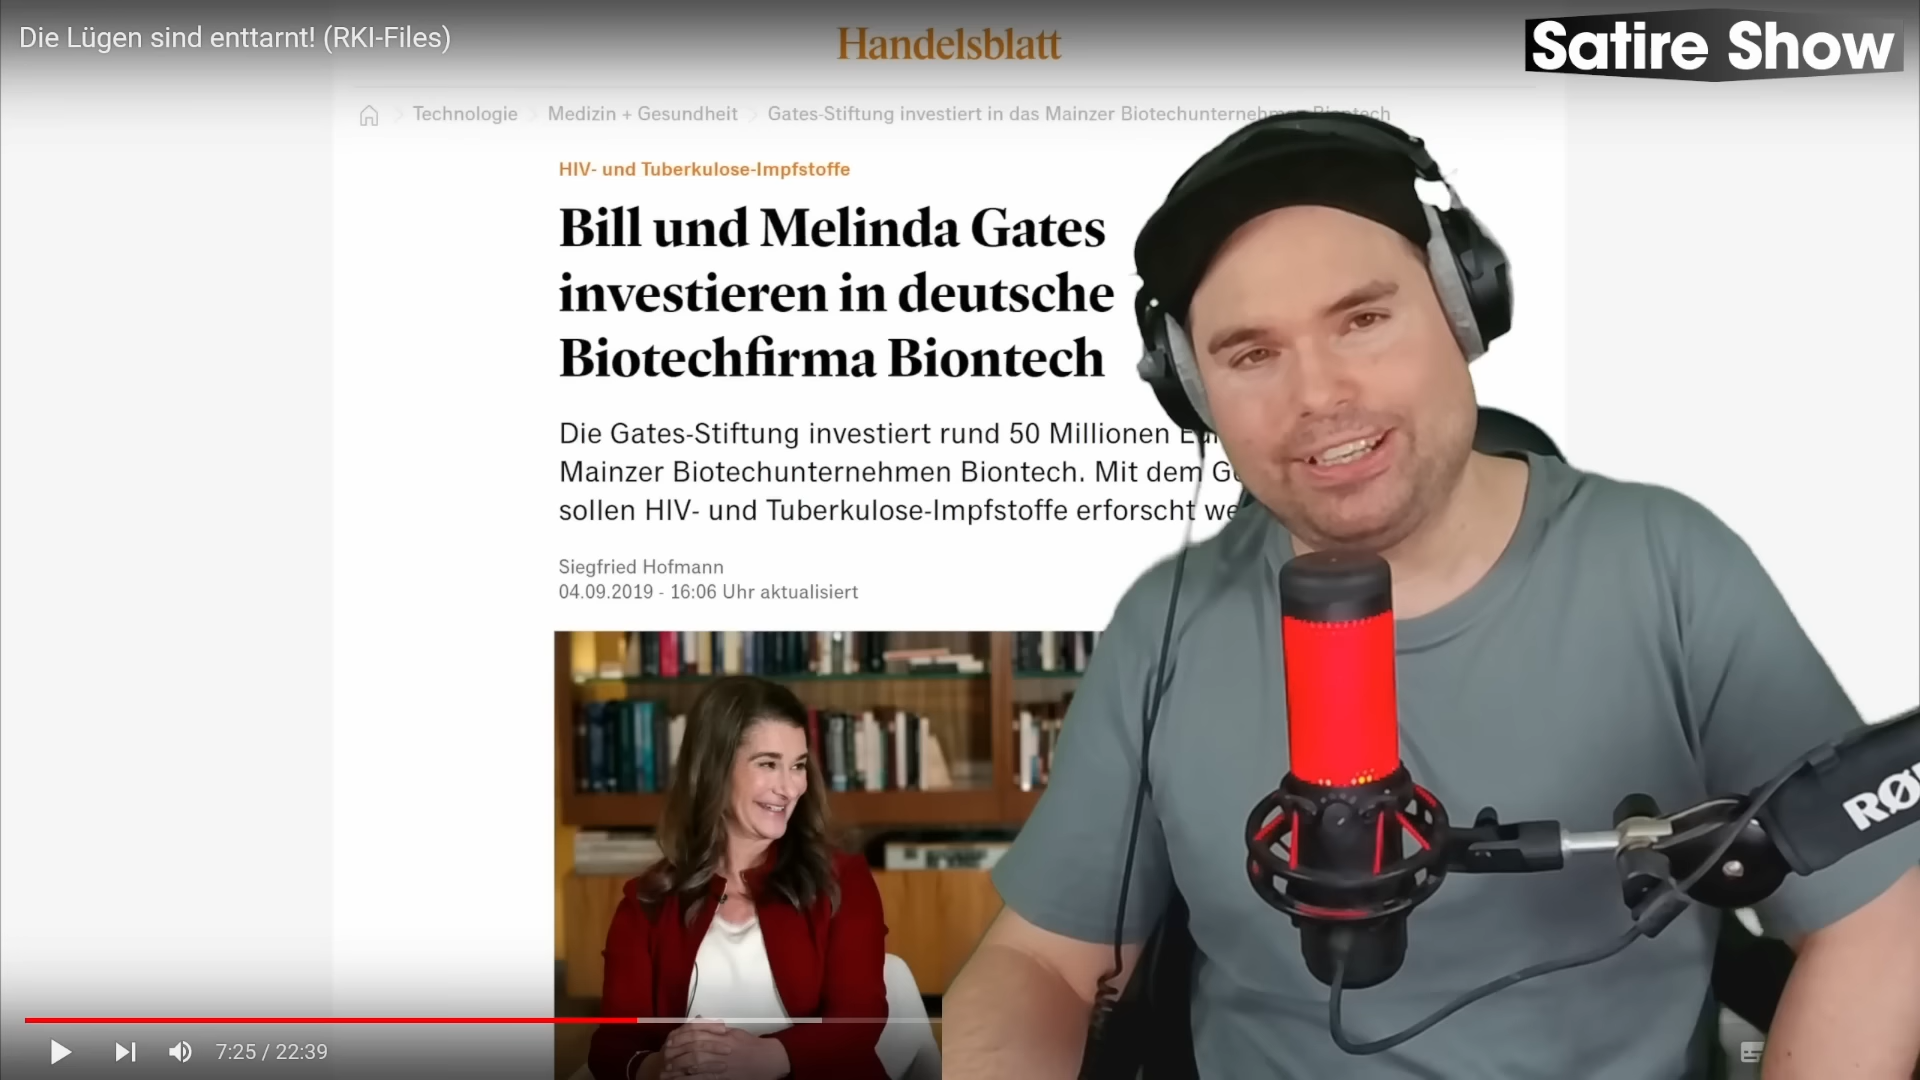 Die Lügen sind enttarnt! (RKI-Files)
Handelsblatt
Satire Show
Technologie
Medizin + Gesundheit
Gates-Stiftung investiert in das Mainzer Biotechunternehmen Biontech
HIV- und Tuberkulose-Impfstoffe
Bill und Melinda Gates
investieren in deutsche
Biotechfirma Biontech
Die Gates-Stiftung investiert rund 50 Millionen
Mainzer Biotechunternehmen Biontech. Mit dem
sollen HIV- und Tuberkulose-Impfstoffe erforscht
Siegfried Hofmann
04.09.2019 - 16:06 Uhr aktualisiert
7:25 / 22:39